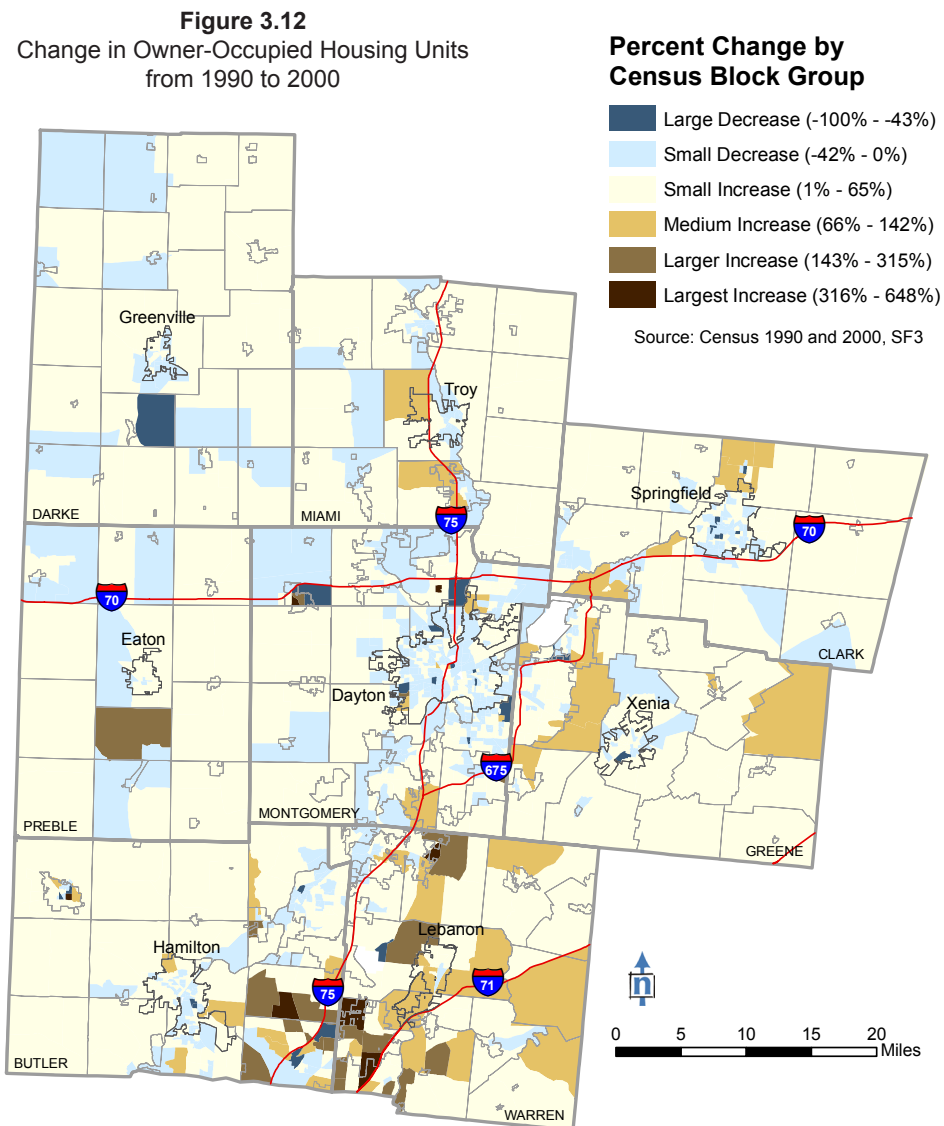 Figure 3.12
Change in Owner-Occupied Housing Units
from 1990 to 2000
Percent Change by
Census Block Group
Large Decrease (-100% - -43%)
Small Decrease (-42% - 0%)
Small Increase (1% - 65%)
Medium Increase (66% - 142%)
Larger Increase (143% - 315%)
Largest Increase (316% - 648%)
Source: Census 1990 and 2000, SF3
Greenville
Troy
Springfield
DARKE
MIAMI
75
70
70
Eaton
CLARK
Dayton
Xenia
675
MONTGOMERY
PREBLE
GREENE
Lebanon
Hamilton
75
71
n
BUTLER
WARREN
0 5 10 15 20
Miles